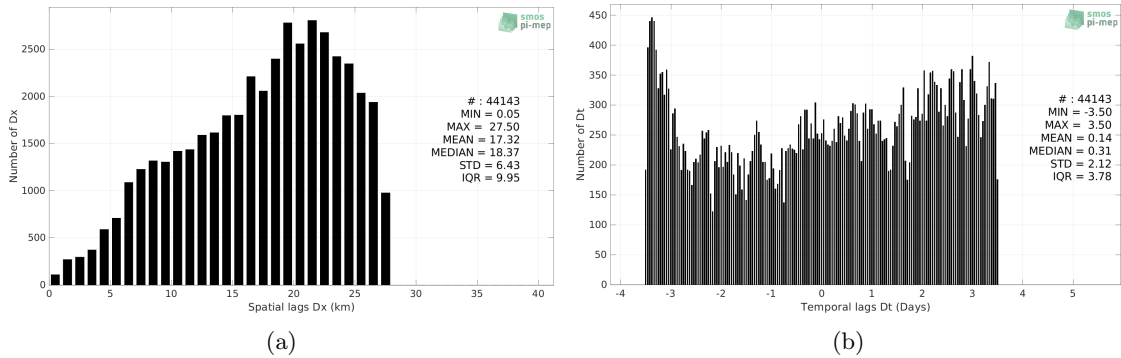 smos
pi-mep
2500
2000
1500
1000
500
0
Number of Dx
# : 44143
MIN = 0.05
MAX = 27.50
MEAN = 17.32
MEDIAN = 18.37
STD = 6.43
IQR = 9.95
0 5 10 15 20 25 30 35 40
Spatial lags Dx (km)
(a)
smos
pi-mep
450
400
350
300
250
200
150
100
50
0
Number of Dt
# : 44143
MIN = -3.50
MAX = 3.50
MEAN = 0.14
MEDIAN = 0.31
STD = 2.12
IQR = 3.78
-4 -3 -2 -1 0 1 2 3 4 5
Temporal lags Dt (Days)
(b)